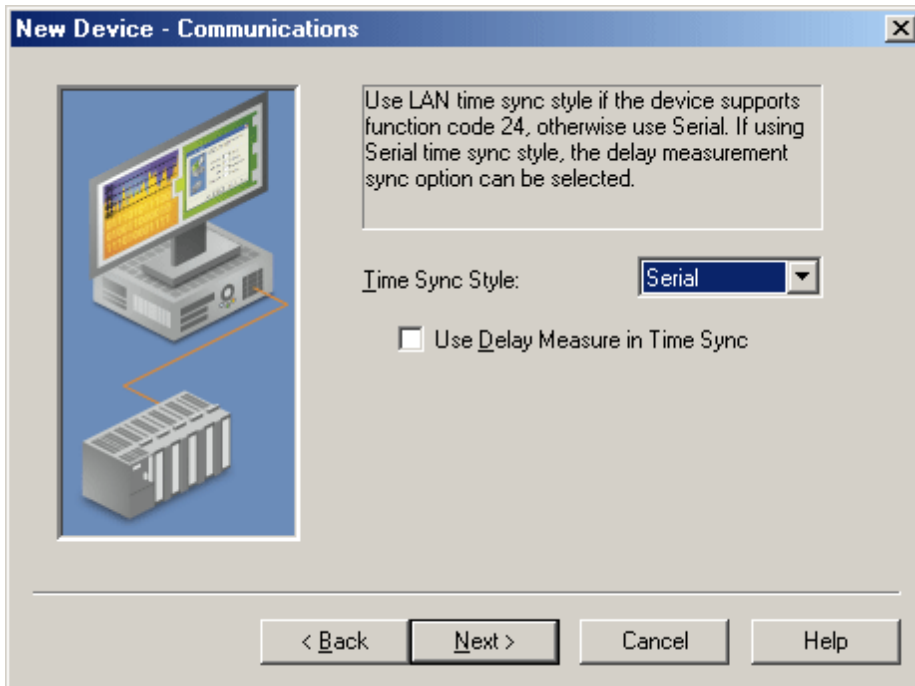 New Device - Communications
Use LAN time sync style if the device supports
function code 24, otherwise use Serial. If using
Serial time sync style, the delay measurement
sync option can be selected.
Time Sync Style:
Serial
Use Delay Measure in Time Sync
< Back
Next >
Cancel
Help